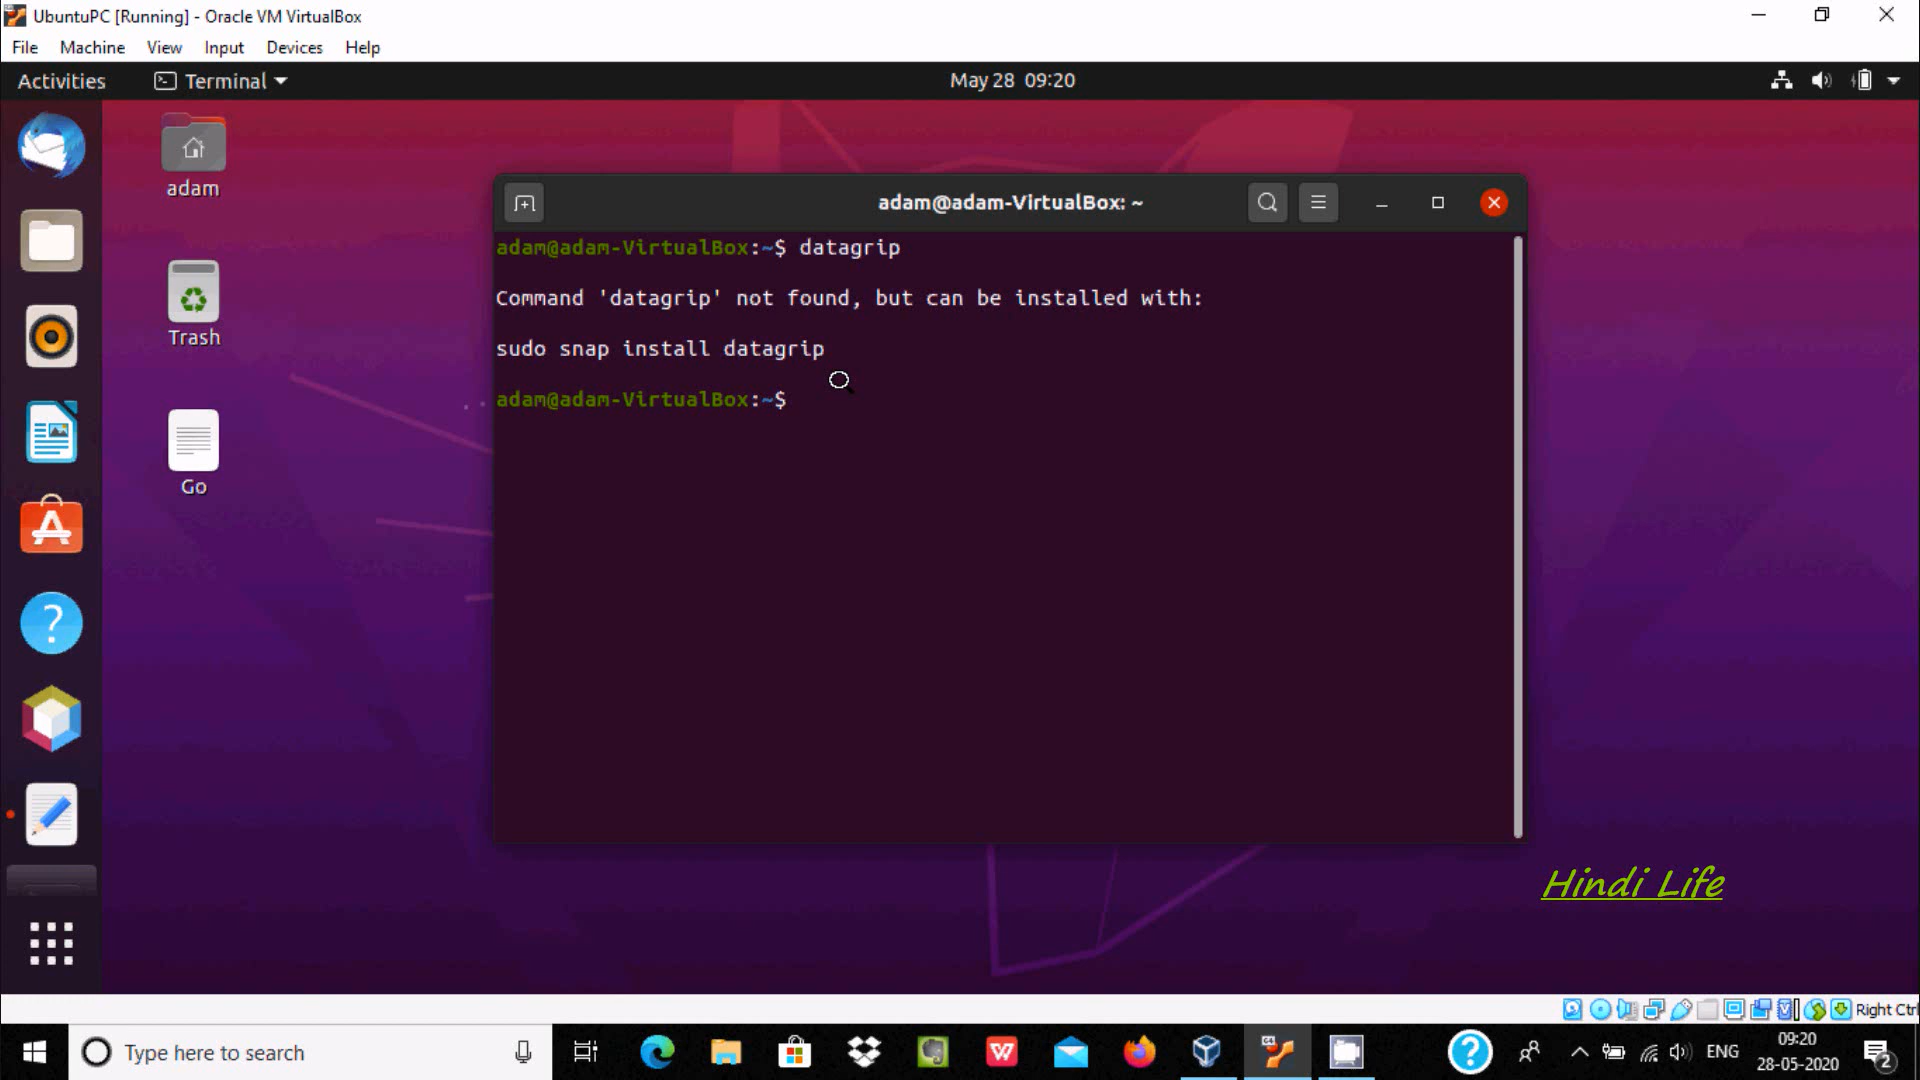 UbuntuPC [Running] - Oracle VM VirtualBox
File Machine View Input Devices Help
Activities Terminal May 28 09:20
adam
Trash
Go
adam@adam-VirtualBox: ~
adam@adam-VirtualBox:~$ datagrip
Command 'datagrip' not found, but can be installed with:
sudo snap install datagrip
adam@adam-VirtualBox:~$
Hindi Life
Right Ctrl
Type here to search
ENG
09:20
28-05-2020
2